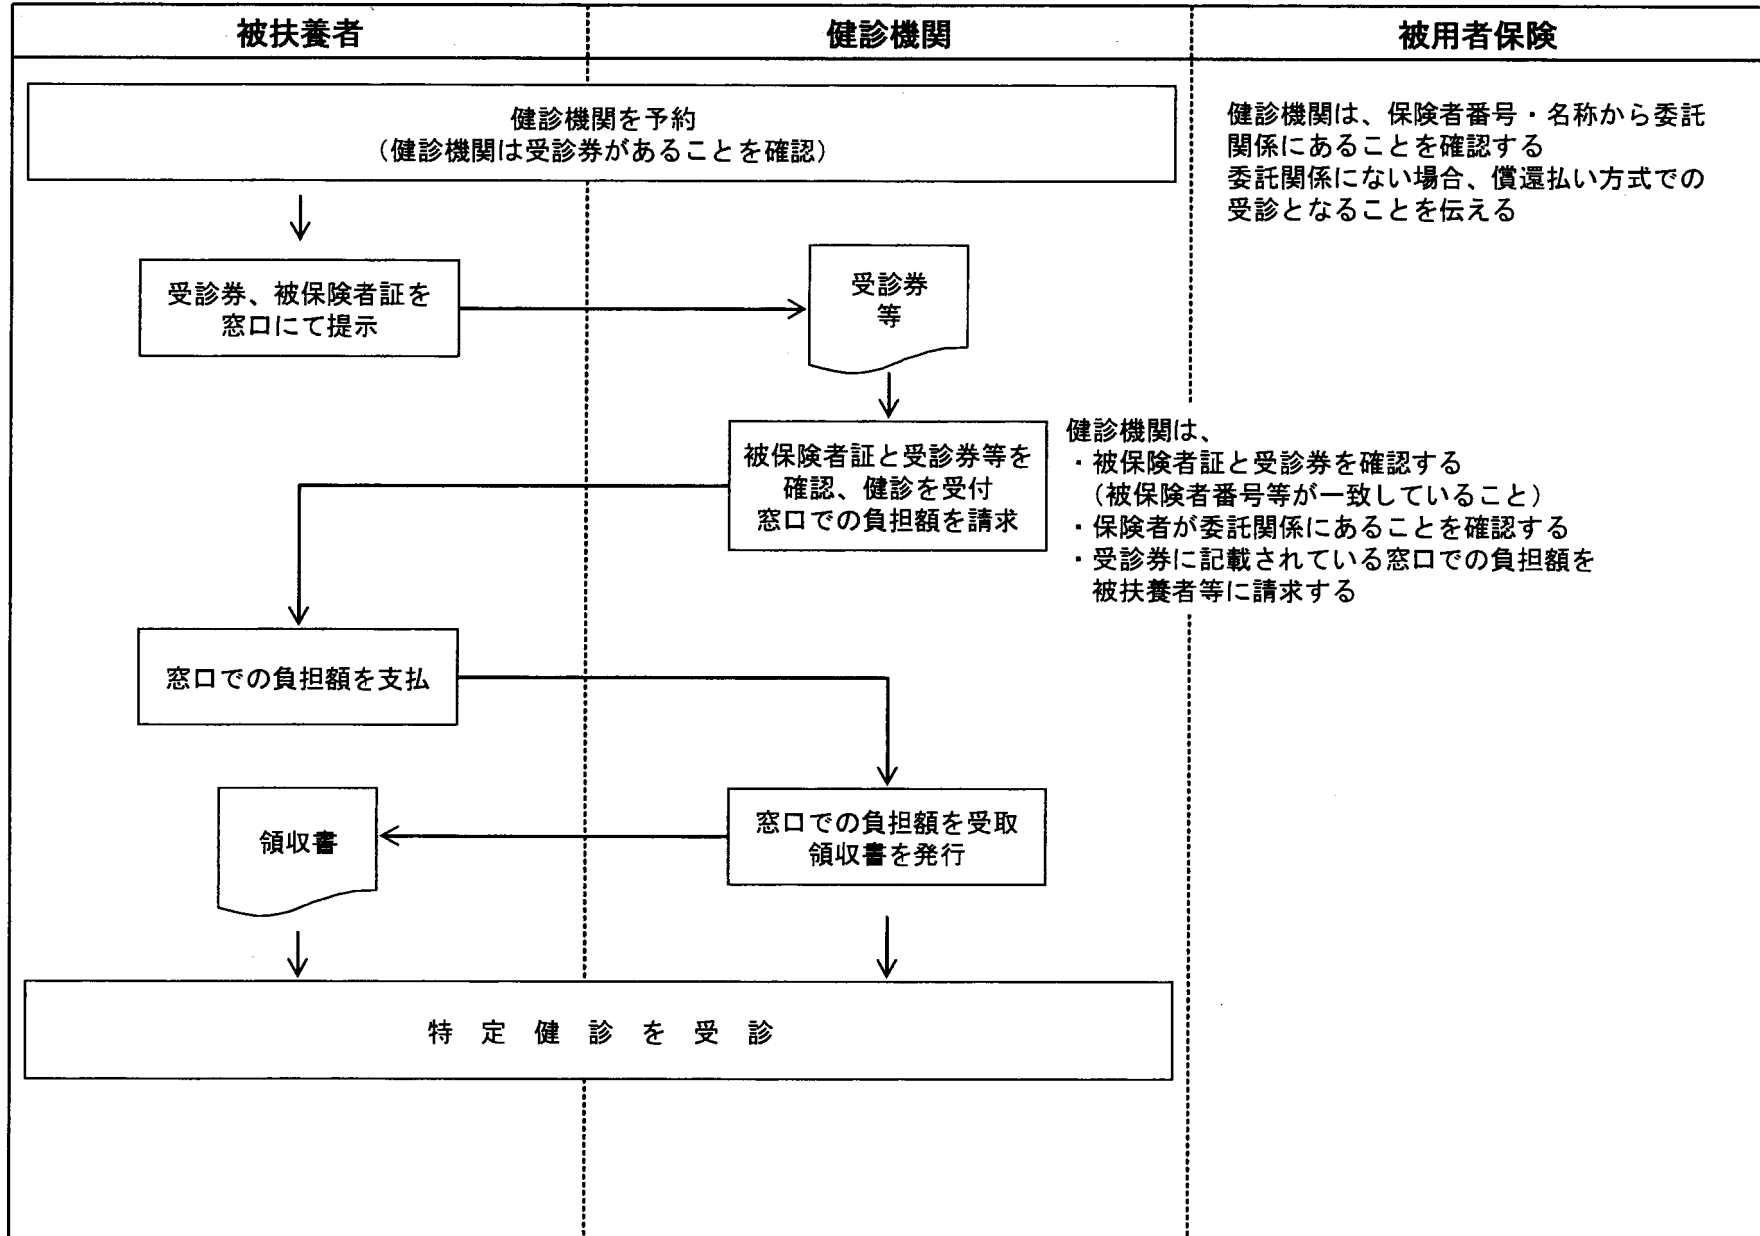 被扶養者
健診機関
被用者保険
健診機関を予約
（健診機関は受診券があることを確認）
健診機関は、保険者番号・名称から委託
関係にあることを確認する
委託関係にない場合、償還払い方式での
受診となることを伝える
受診券、被保険者証を
窓口にて提示
受診券
等
被保険者証と受診券等を
確認、健診を受付
窓口での負担額を請求
健診機関は、
・被保険者証と受診券を確認する
（被保険者番号等が一致していること）
・保険者が委託関係にあることを確認する
・受診券に記載されている窓口での負担額を
被扶養者等に請求する
窓口での負担額を支払
領収書
窓口での負担額を受取
領収書を発行
特定健診を受診